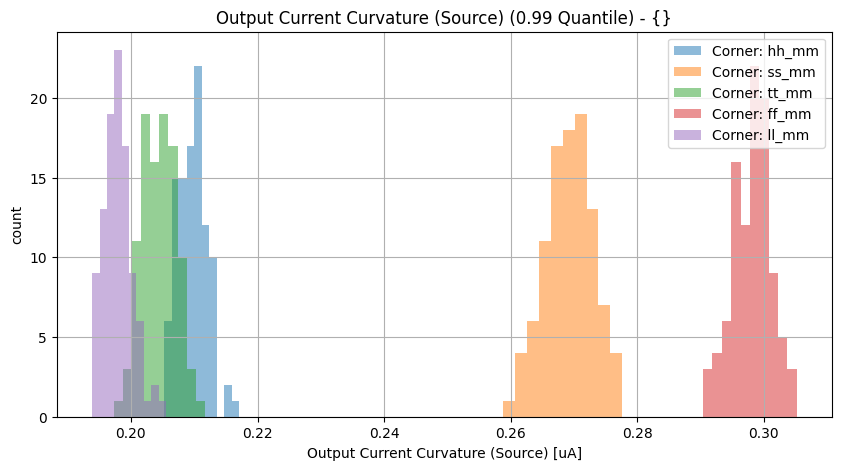 Output Current Curvature (Source) (0.99 Quantile) - {}
Corner: hh_mm
Corner: ss_mm
Corner: tt_mm
Corner: ff_mm
Corner: ll_mm
count
20
15
10
5
0
0.20 0.22 0.24 0.26 0.28 0.30
Output Current Curvature (Source) [uA]